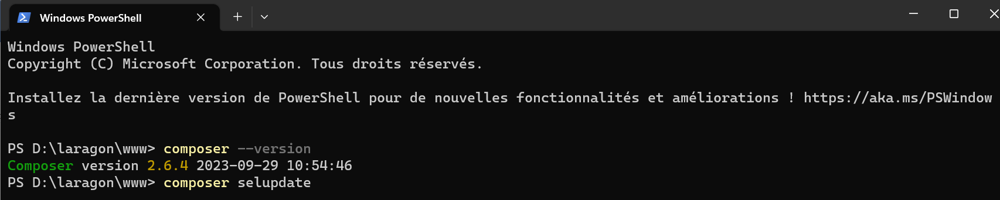 Windows PowerShell
Windows PowerShell
Copyright (C) Microsoft Corporation. Tous droits réservés.
Installez la dernière version de PowerShell pour de nouvelles fonctionnalités et améliorations ! https://aka.ms/PSWindow
s
PS D:\laragon\www> composer --version
Composer version 2.6.4 2023-09-29 10:54:46
PS D:\laragon\www> composer selupdate